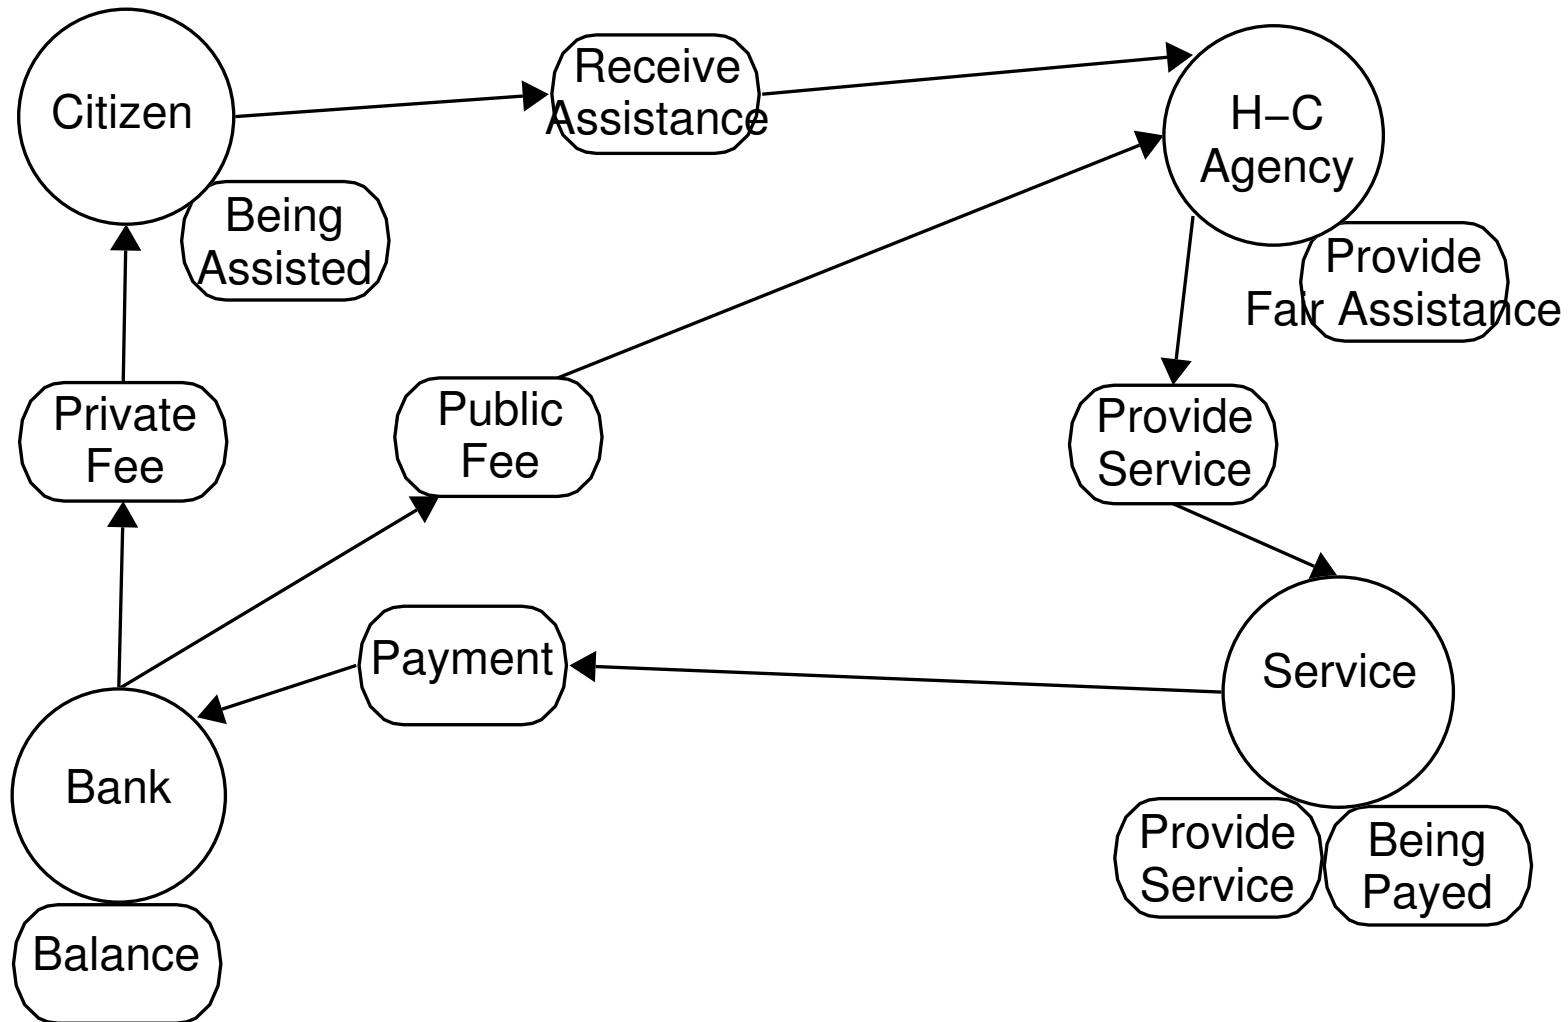 Citizen
Receive
Assistance
H–C
Agency
Being
Assisted
Provide
Fair Assistance
Private
Fee
Public
Fee
Provide
Service
Payment
Service
Bank
Provide
Service
Being
Payed
Balance